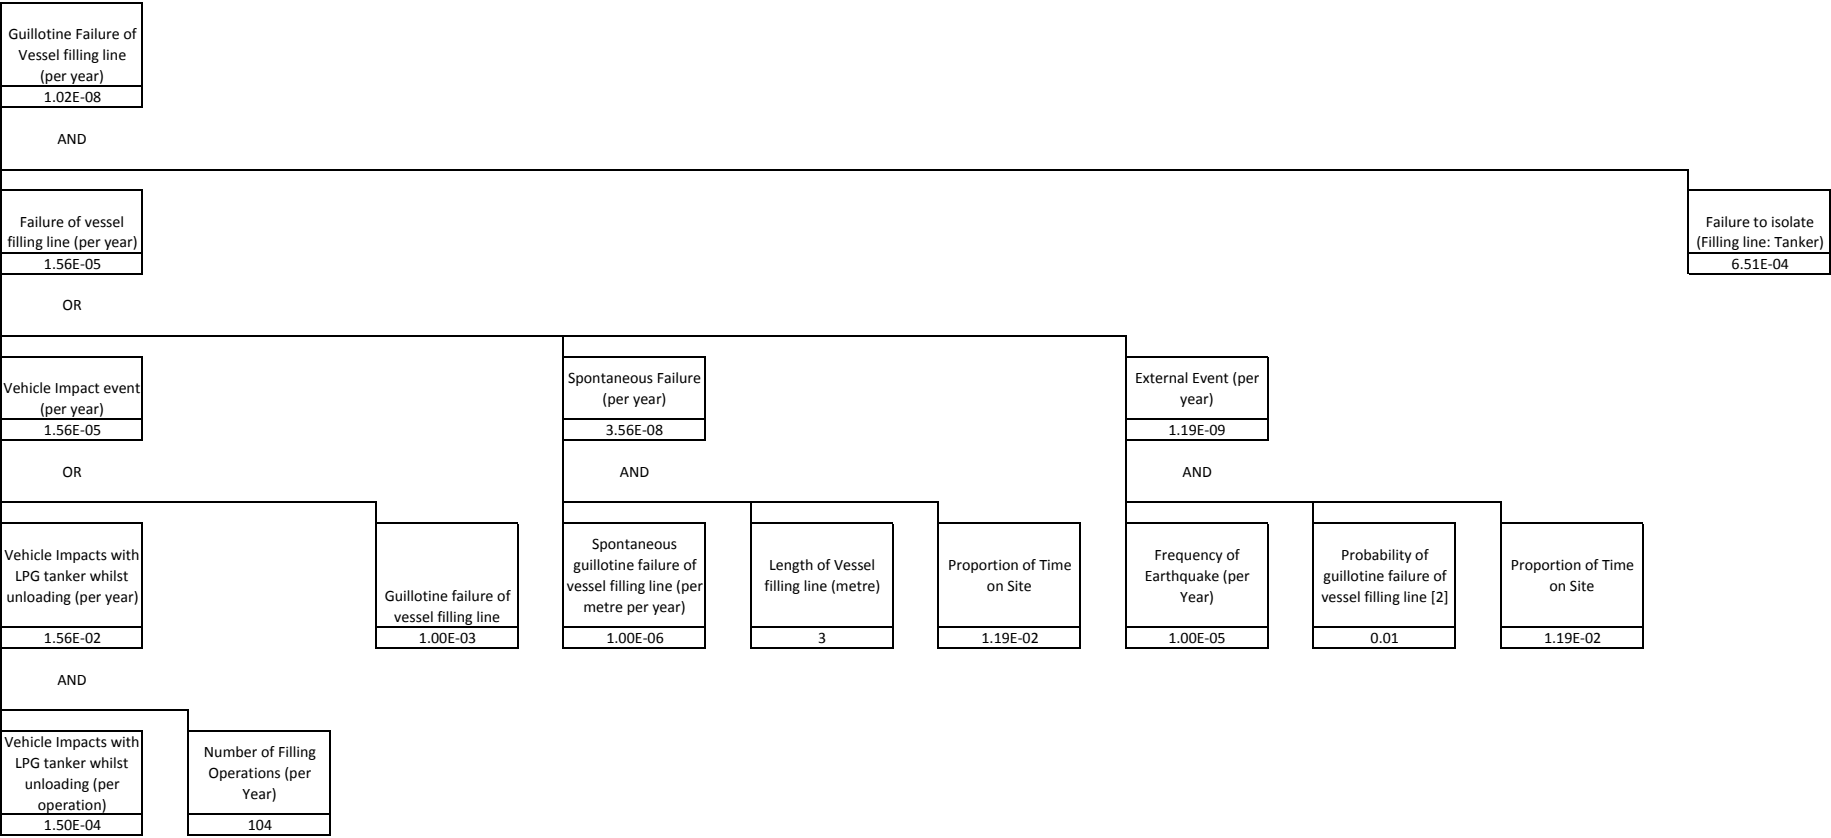 Guillotine Failure of
Vessel filling line
(per year)
1.02E-08
AND
Failure of vessel
filling line (per year)
1.56E-05
Failure to isolate
(Filling line: Tanker)
6.51E-04
OR
Vehicle Impact event
(per year)
1.56E-05
Spontaneous Failure
(per year)
3.56E-08
External Event (per
year)
1.19E-09
OR
AND
AND
Vehicle Impacts with
LPG tanker whilst
unloading (per year)
1.56E-02
Guillotine failure of
vessel filling line
1.00E-03
Spontaneous
guillotine failure of
vessel filling line (per
metre per year)
1.00E-06
Length of Vessel
filling line (metre)
3
Proportion of Time
on Site
1.19E-02
Frequency of
Earthquake (per
Year)
1.00E-05
Probability of
guillotine failure of
vessel filling line [2]
0.01
Proportion of Time
on Site
1.19E-02
AND
Vehicle Impacts with
LPG tanker whilst
unloading (per
operation)
1.50E-04
Number of Filling
Operations (per
Year)
104